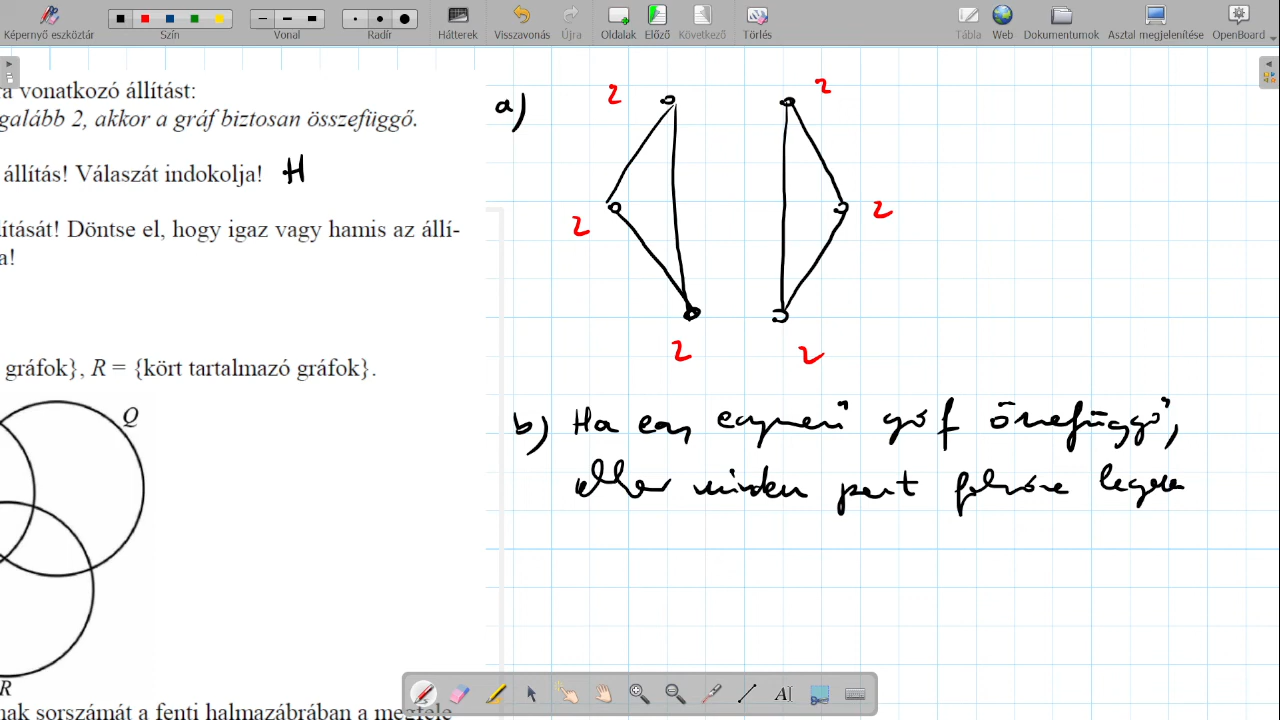 Képernyő eszköztár Szín Vonal Radír Hátterek Visszavonás Újra Oldalak Előző Következő Törlés Tábla Web Dokumentumok Asztal megjelenítése OpenBoard
a vonatkozó állítást:
galább 2, akkor a gráf biztosan összefüggő.
állítás! Válaszát indokolja! H
ítását! Döntse el, hogy igaz vagy hamis az állí-
a!
gráfok}, R = {kört tartalmazó gráfok}.
Q
R
nak sorszámát a fenti halmazábrában a megfele
a)
2 2
2 2
2 2
b) Ha egy egyszerű gráf összefüggő,
akkor minden pont fokszáma